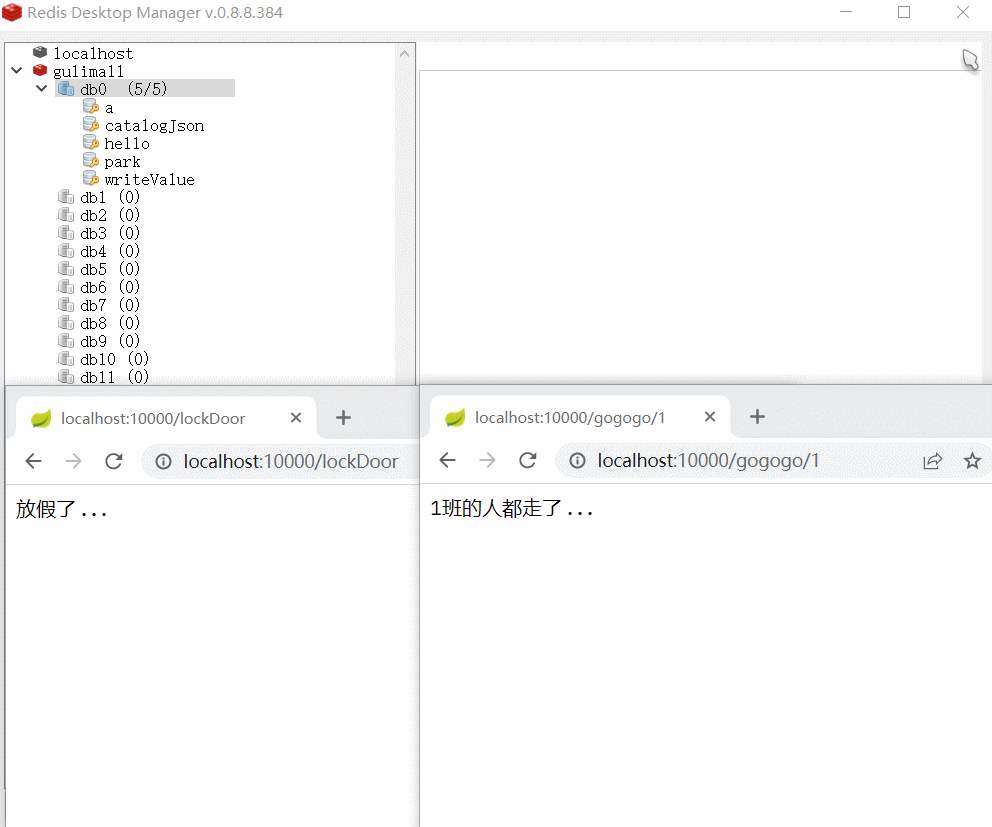 Redis Desktop Manager v.0.8.8.384
localhost
gulimall
db0 (5/5)
a
catalogJson
hello
park
writeValue
db1 (0)
db2 (0)
db3 (0)
db4 (0)
db5 (0)
db6 (0)
db7 (0)
db8 (0)
db9 (0)
db10 (0)
db11 (0)
localhost:10000/lockDoor
localhost:10000/lockDoor
放假了...
localhost:10000/gogogo/1
localhost:10000/gogogo/1
1班的人都走了...